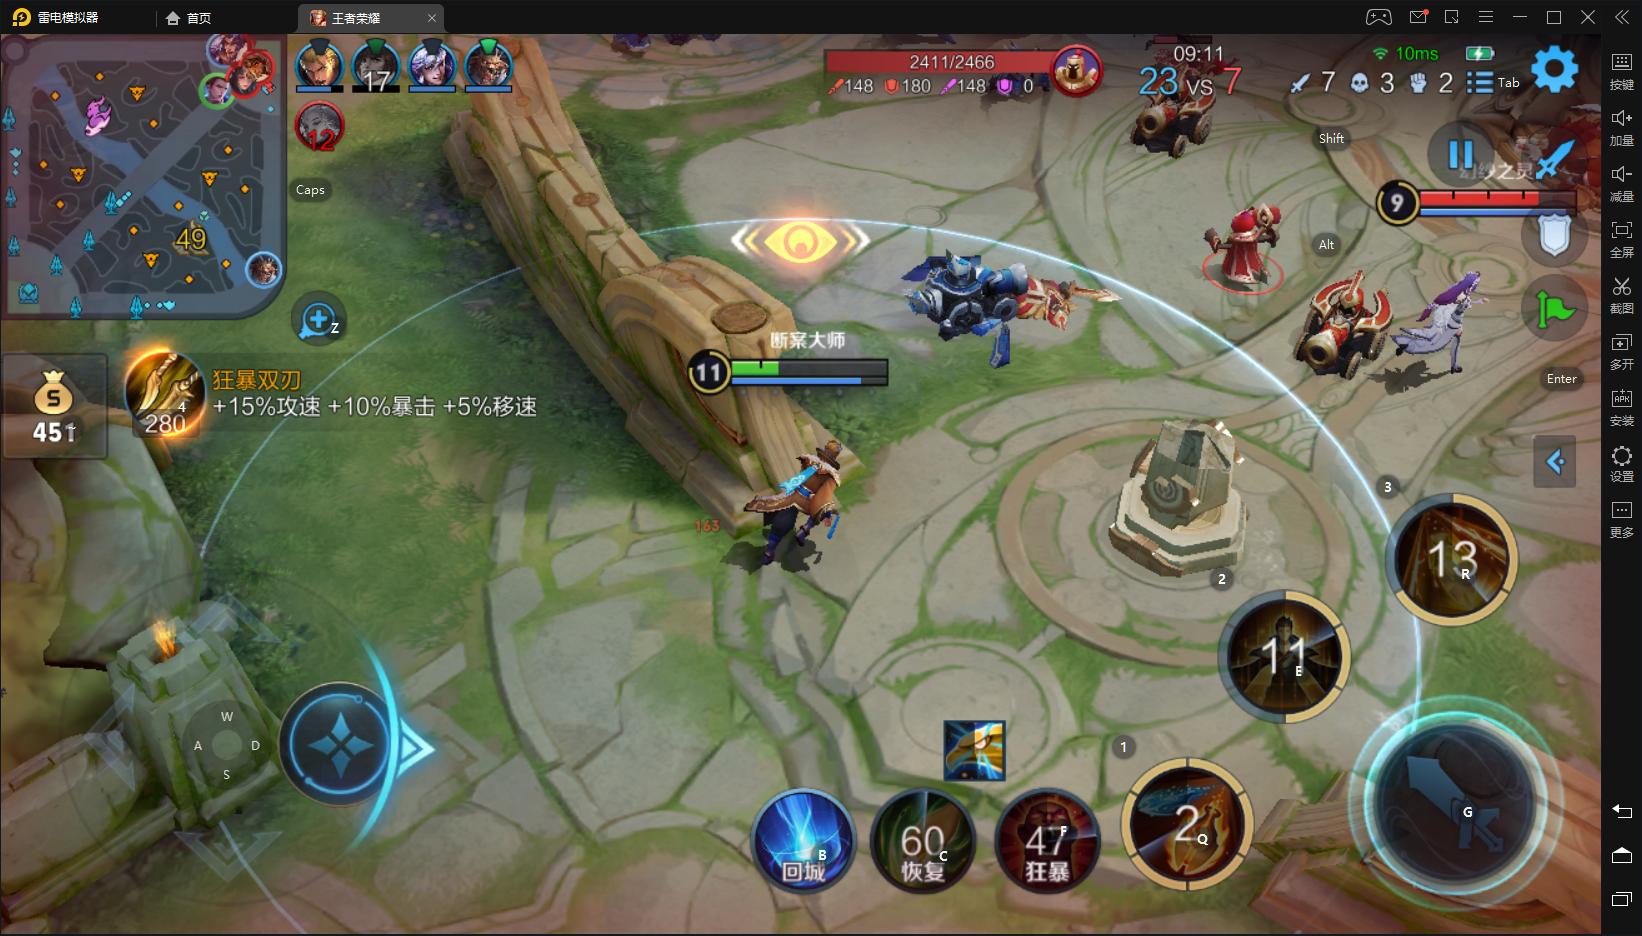 雷电模拟器
首页
王者荣耀
17
12
Caps
2411/2466
148 180 148 0
09:11
23 VS 7
10ms
7 3 2 Tab
Shift
9
Alt
49
Z
断案大师
11
Enter
狂暴双刃
+15%攻速 +10%暴击 +5%移速
4
280
163
3
13
R
2
11
E
W
A D
S
1
2
Q
G
B
回城
60
C
恢复
47
F
狂暴
按键
加量
减量
全屏
截图
多开
APK
安装
设置
更多